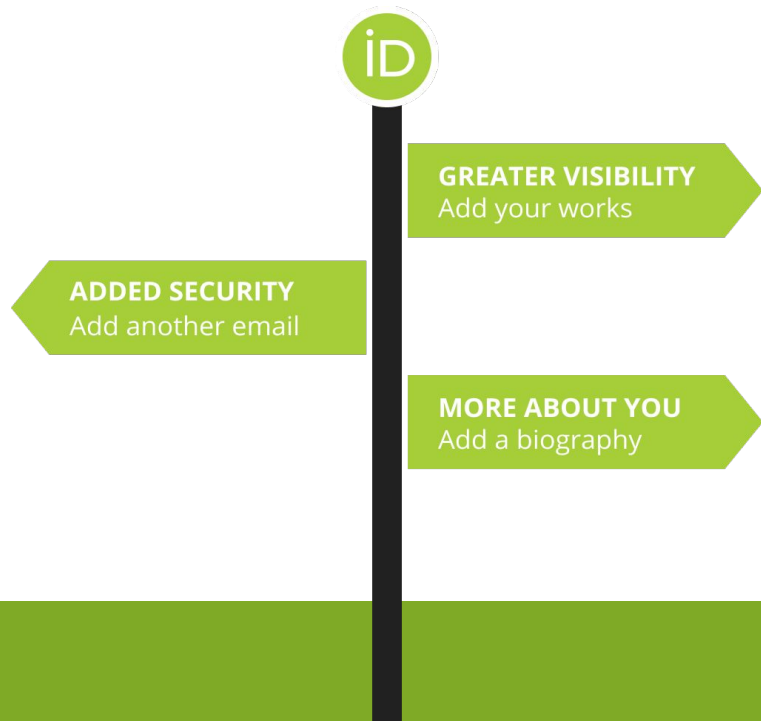 iD
GREATER VISIBILITY
Add your works
ADDED SECURITY
Add another email
MORE ABOUT YOU
Add a biography